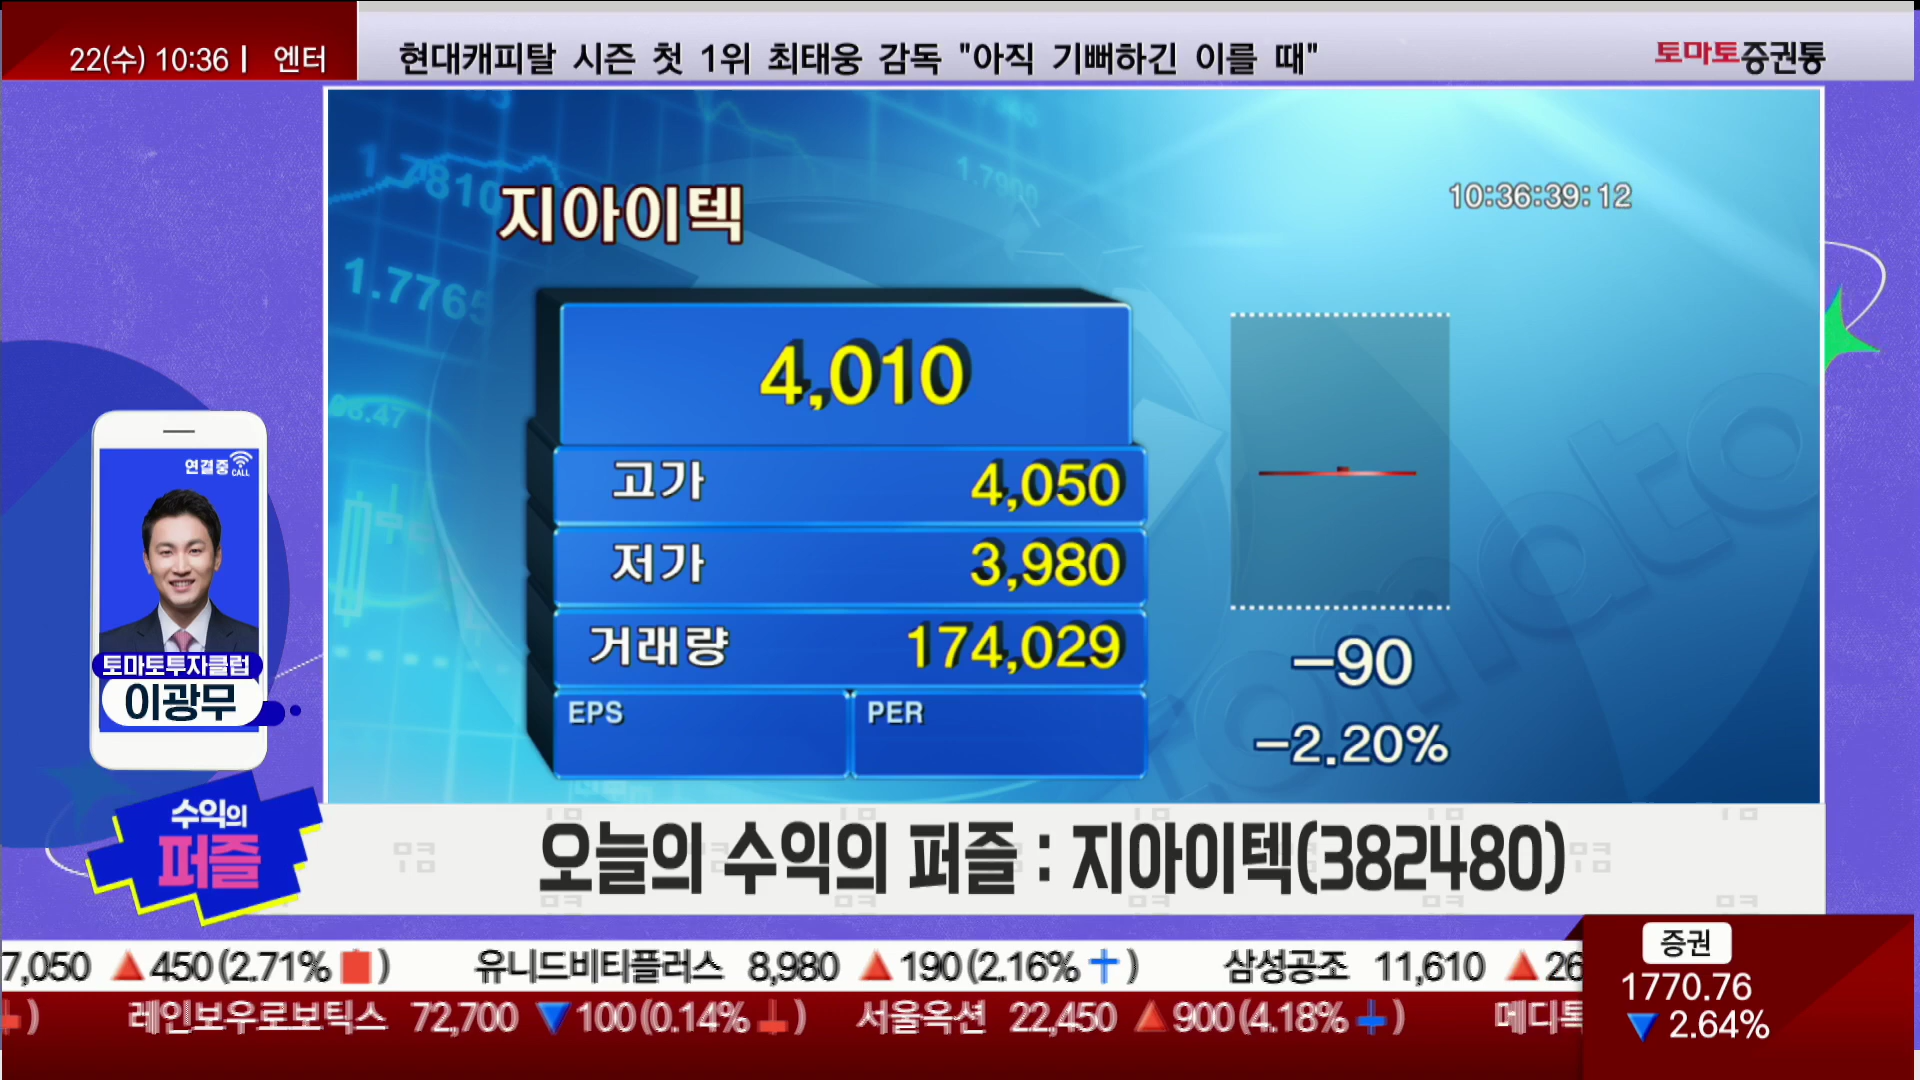 22(수) 10:36 | 엔터
현대캐피탈 시즌 첫 1위 최태웅 감독 "아직 기뻐하긴 이를 때"
토마토증권통
지아이텍
10:36:39:12
4,010
고가 4,050
저가 3,980
거래량 174,029
EPS PER
-90
-2.20%
연결중
CALL
토마토투자클럽
이광무
수익의
퍼즐
오늘의 수익의 퍼즐 : 지아이텍(382480)
7,050 ▲450(2.71% ) 유니드비티플러스 8,980 ▲190(2.16% ) 삼성공조 11,610 ▲26
) 레인보우로보틱스 72,700 ▼100(0.14% ) 서울옥션 22,450 ▲900(4.18% ) 메디톡
증권
1770.76
▼ 2.64%